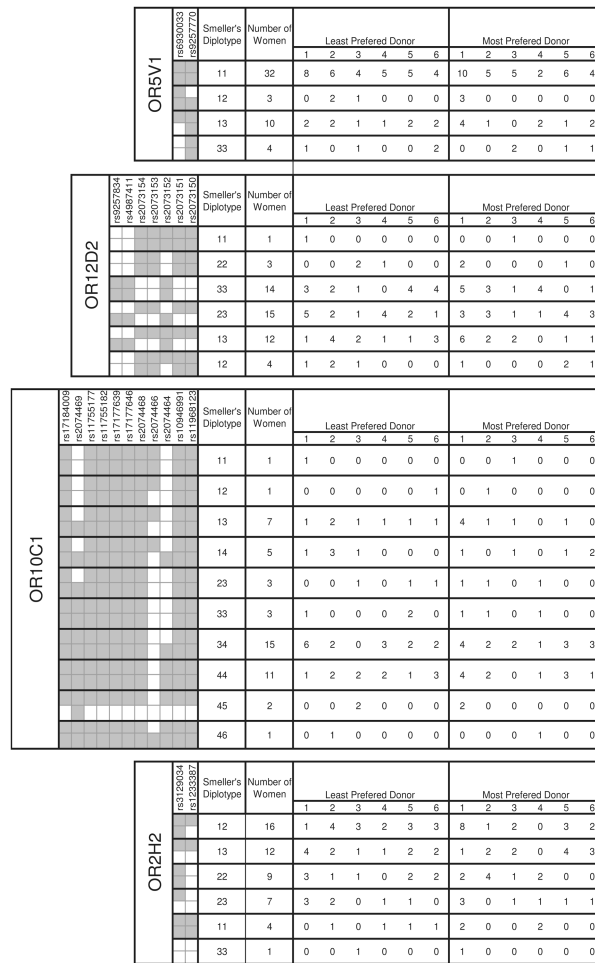 OR5V1
rs6930033
rs9257770
Smeller's Diplotype Number of Women Least Prefered Donor Most Prefered Donor
1 2 3 4 5 6 1 2 3 4 5 6
11 32 8 6 4 5 5 4 10 5 5 2 6 4
12 3 0 2 1 0 0 0 3 0 0 0 0 0
13 10 2 2 1 1 2 2 4 1 0 2 1 2
33 4 1 0 1 0 0 2 0 0 2 0 1 1
OR12D2
rs9257834
rs4987411
rs2073154
rs2073153
rs2073152
rs2073151
rs2073150
Smeller's Diplotype Number of Women Least Prefered Donor Most Prefered Donor
1 2 3 4 5 6 1 2 3 4 5 6
11 1 1 0 0 0 0 0 0 0 1 0 0 0
22 3 0 0 2 1 0 0 2 0 0 0 1 0
33 14 3 2 1 0 4 4 5 3 1 4 0 1
23 15 5 2 1 4 2 1 3 3 1 1 4 3
13 12 1 4 2 1 1 3 6 2 2 0 1 1
12 4 1 2 1 0 0 0 1 0 0 0 2 1
OR10C1
rs17184009
rs2074469
rs11755177
rs11755182
rs17177639
rs17177646
rs2074468
rs2074466
rs2074464
rs10946991
rs11968123
Smeller's Diplotype Number of Women Least Prefered Donor Most Prefered Donor
1 2 3 4 5 6 1 2 3 4 5 6
11 1 1 0 0 0 0 0 0 0 1 0 0 0
12 1 0 0 0 0 0 1 0 1 0 0 0 0
13 7 1 2 1 1 1 1 4 1 1 0 1 0
14 5 1 3 1 0 0 0 1 0 1 0 1 2
23 3 0 0 1 0 1 1 1 1 0 1 0 0
33 3 1 0 0 0 2 0 1 1 0 1 0 0
34 15 6 2 0 3 2 2 4 2 2 1 3 3
44 11 1 2 2 2 1 3 4 2 0 1 3 1
45 2 0 0 2 0 0 0 2 0 0 0 0 0
46 1 0 1 0 0 0 0 0 0 0 1 0 0
OR2H2
rs3129034
rs1233387
Smeller's Diplotype Number of Women Least Prefered Donor Most Prefered Donor
1 2 3 4 5 6 1 2 3 4 5 6
12 16 1 4 3 2 3 3 8 1 2 0 3 2
13 12 4 2 1 1 2 2 1 2 2 0 4 3
22 9 3 1 1 0 2 2 2 4 1 2 0 0
23 7 3 2 0 1 1 0 3 0 1 1 1 1
11 4 0 1 0 1 1 1 2 0 0 2 0 0
33 1 0 0 1 0 0 0 1 0 0 0 0 0